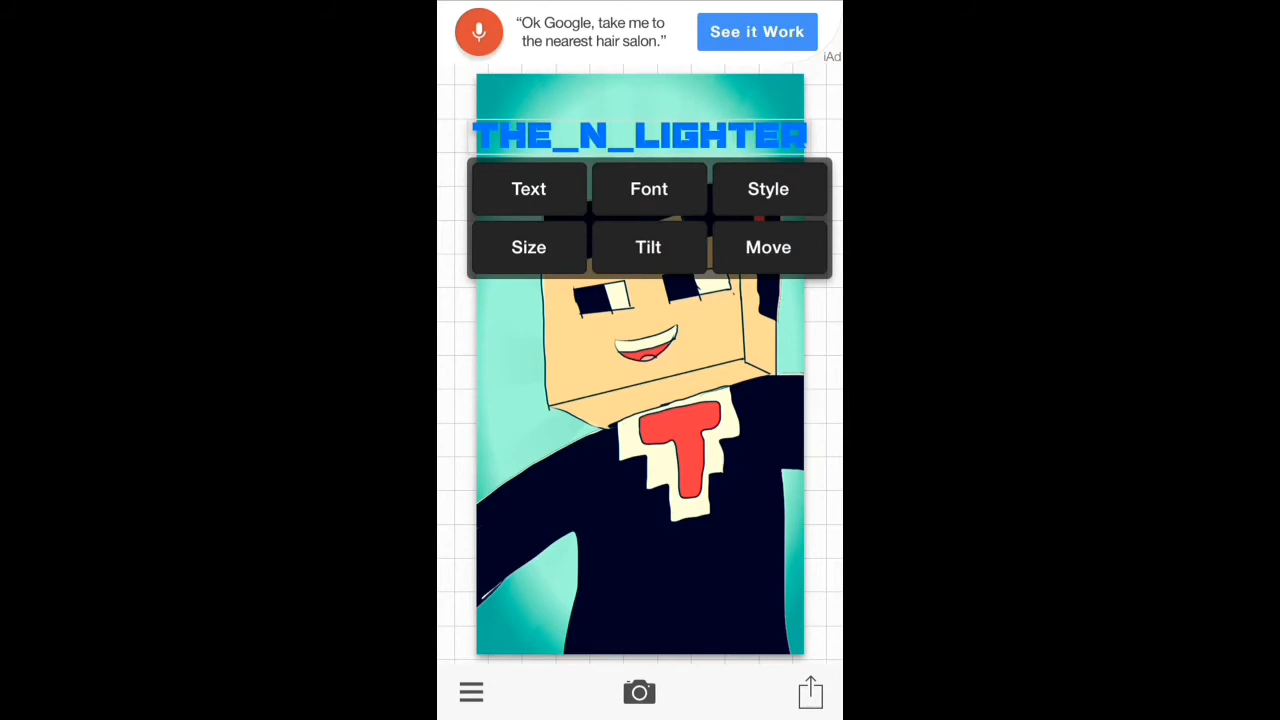 “Ok Google, take me to
the nearest hair salon.”
See it Work
iAd
THE_N_LIGHTER
Text Font Style
Size Tilt Move
T